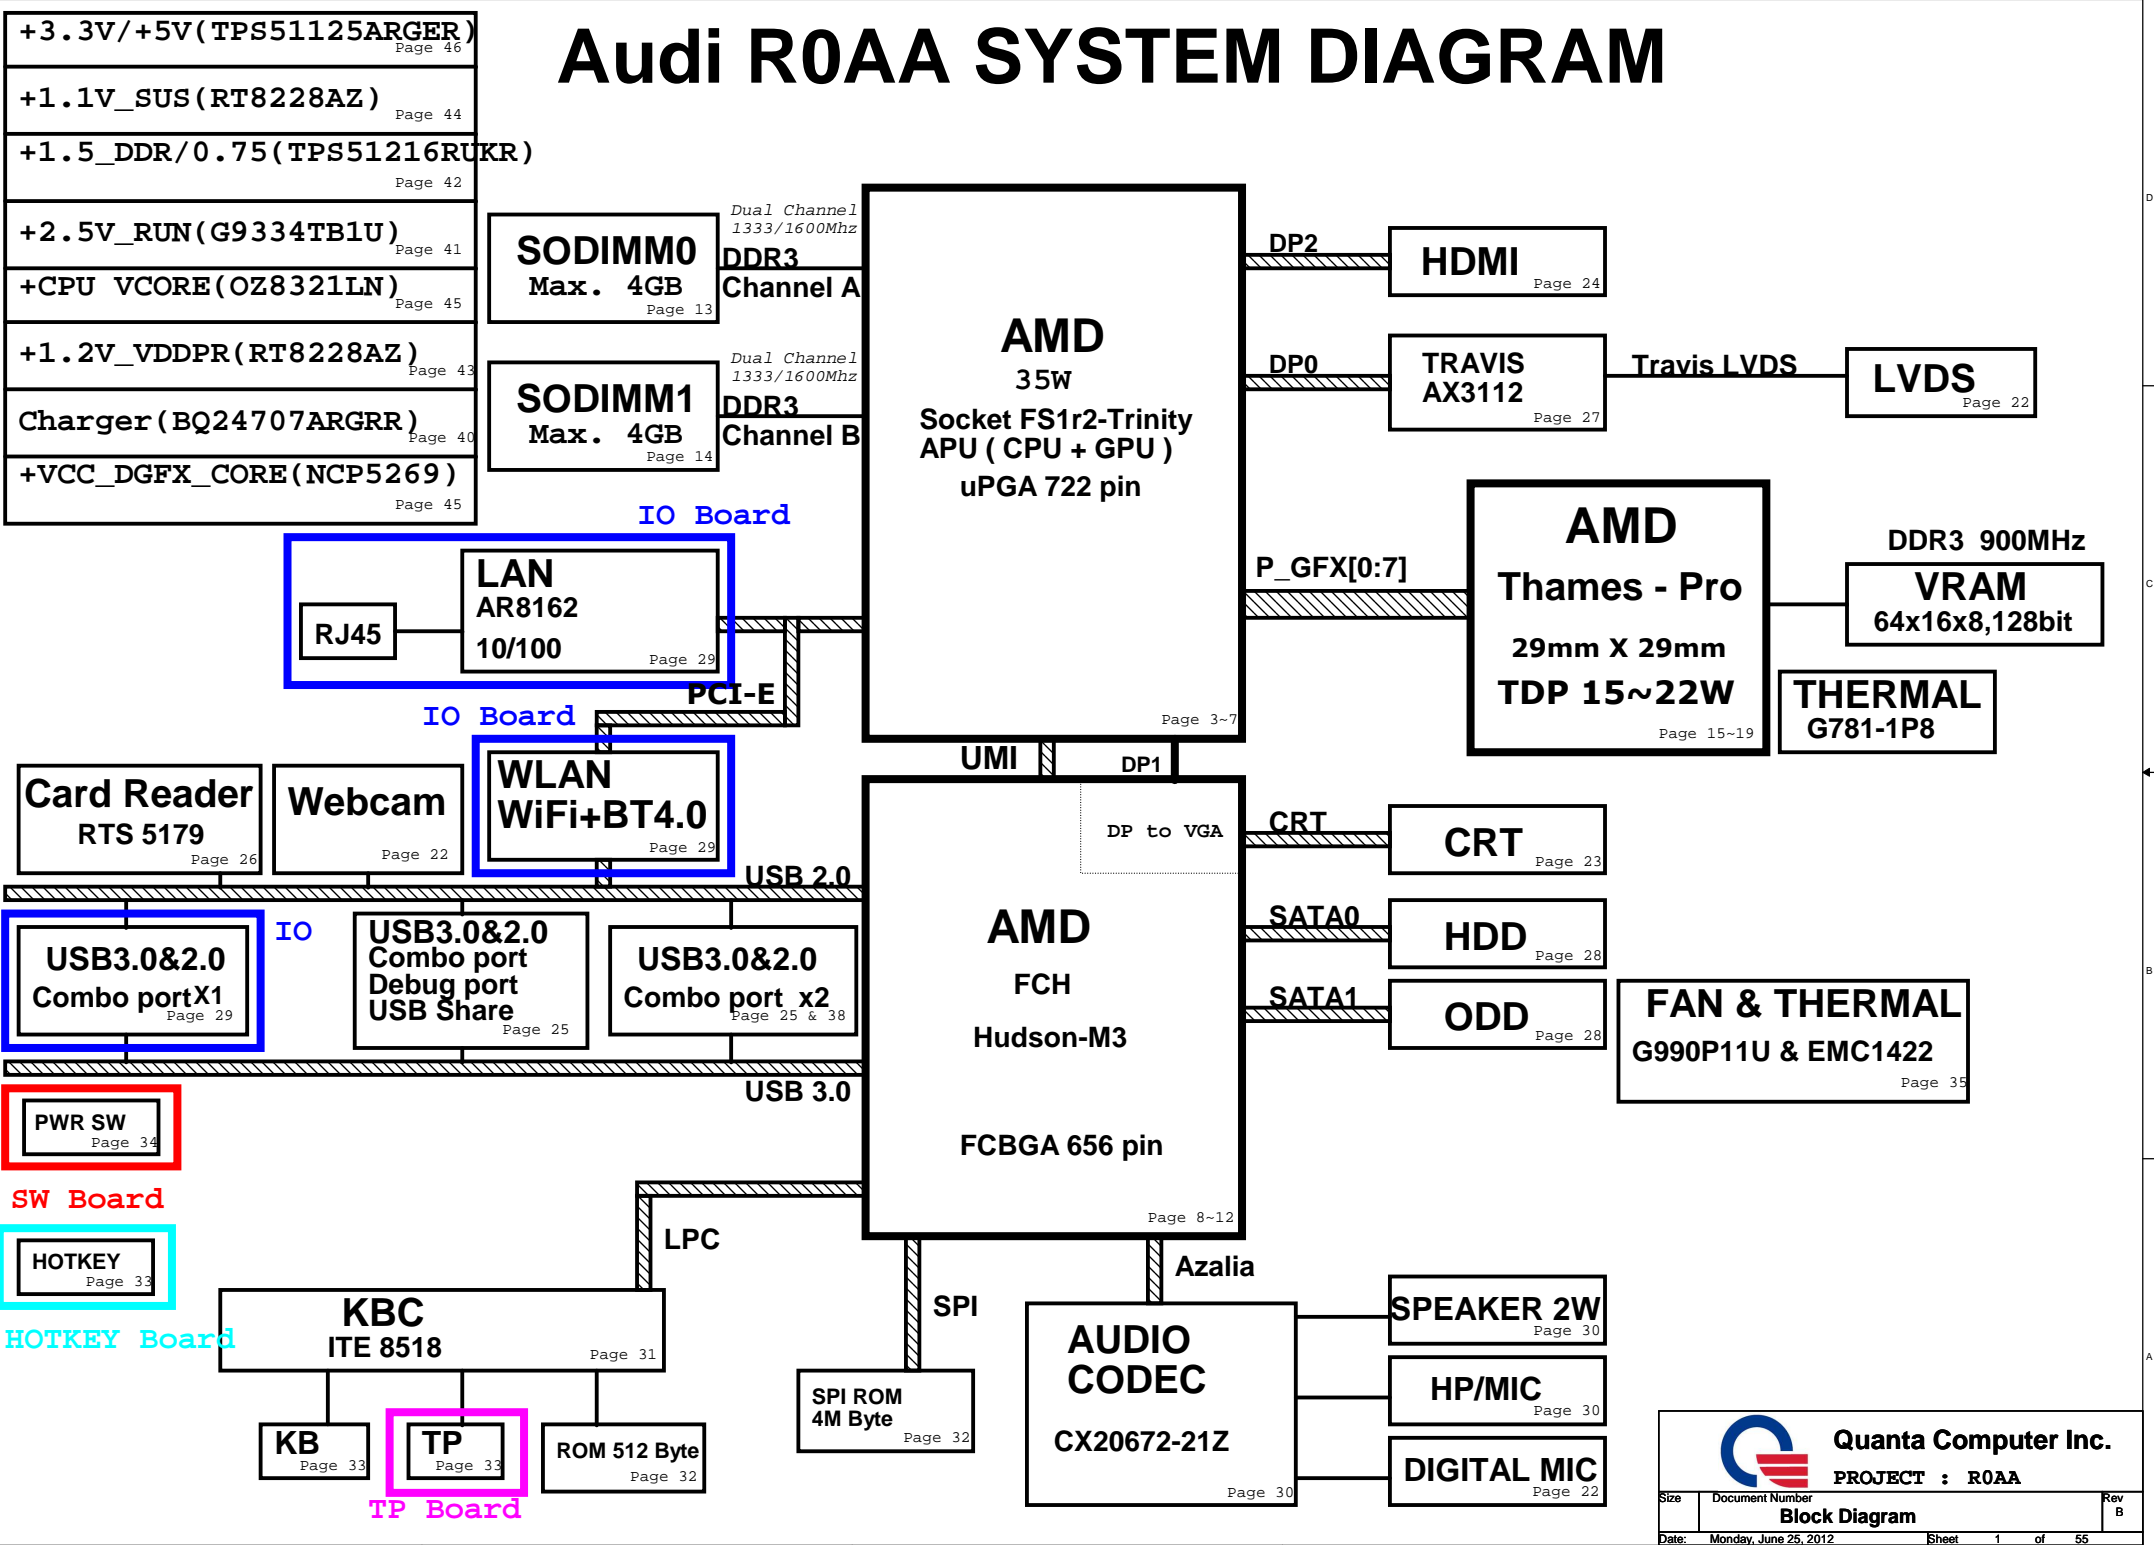 Audi R0AA SYSTEM DIAGRAM
+3.3V/+5V(TPS51125ARGER)
Page 46
+1.1V_SUS(RT8228AZ)
Page 44
+1.5_DDR/0.75(TPS51216RUKR)
Page 42
+2.5V_RUN(G9334TB1U)
Page 41
+CPU VCORE(OZ8321LN)
Page 45
+1.2V_VDDPR(RT8228AZ)
Page 43
Charger(BQ24707ARGRR)
Page 40
+VCC_DGFX_CORE(NCP5269)
Page 45
SODIMM0
Max. 4GB
Page 13
Dual Channel
1333/1600Mhz
DDR3
Channel A
SODIMM1
Max. 4GB
Page 14
Dual Channel
1333/1600Mhz
DDR3
Channel B
AMD
35W
Socket FS1r2-Trinity
APU ( CPU + GPU )
uPGA 722 pin
Page 3~7
DP2
HDMI
Page 24
DP0
TRAVIS
AX3112
Page 27
Travis LVDS
LVDS
Page 22
P_GFX[0:7]
AMD
Thames - Pro
29mm X 29mm
TDP 15~22W
Page 15~19
DDR3 900MHz
VRAM
64x16x8,128bit
THERMAL
G781-1P8
IO Board
LAN
AR8162
10/100
Page 29
RJ45
PCI-E
IO Board
WLAN
WiFi+BT4.0
Page 29
UMI
DP1
Card Reader
RTS 5179
Page 26
Webcam
Page 22
USB 2.0
IO
USB3.0&2.0
Combo port X1
Page 29
USB3.0&2.0
Combo port
Debug port
USB Share
Page 25
USB3.0&2.0
Combo port x2
Page 25 & 38
USB 3.0
DP to VGA
AMD
FCH
Hudson-M3
FCBGA 656 pin
Page 8~12
CRT
CRT
Page 23
SATA0
HDD
Page 28
SATA1
ODD
Page 28
FAN & THERMAL
G990P11U & EMC1422
Page 35
PWR SW
Page 34
SW Board
HOTKEY
Page 33
HOTKEY Board
LPC
KBC
ITE 8518
Page 31
KB
Page 33
TP
Page 33
TP Board
ROM 512 Byte
Page 32
SPI
SPI ROM
4M Byte
Page 32
Azalia
AUDIO
CODEC
CX20672-21Z
Page 30
SPEAKER 2W
Page 30
HP/MIC
Page 30
DIGITAL MIC
Page 22
Quanta Computer Inc.
PROJECT : R0AA
Size
Document Number
Rev
Block Diagram
B
Date: Monday, June 25, 2012
Sheet 1 of 55
D
C
B
A